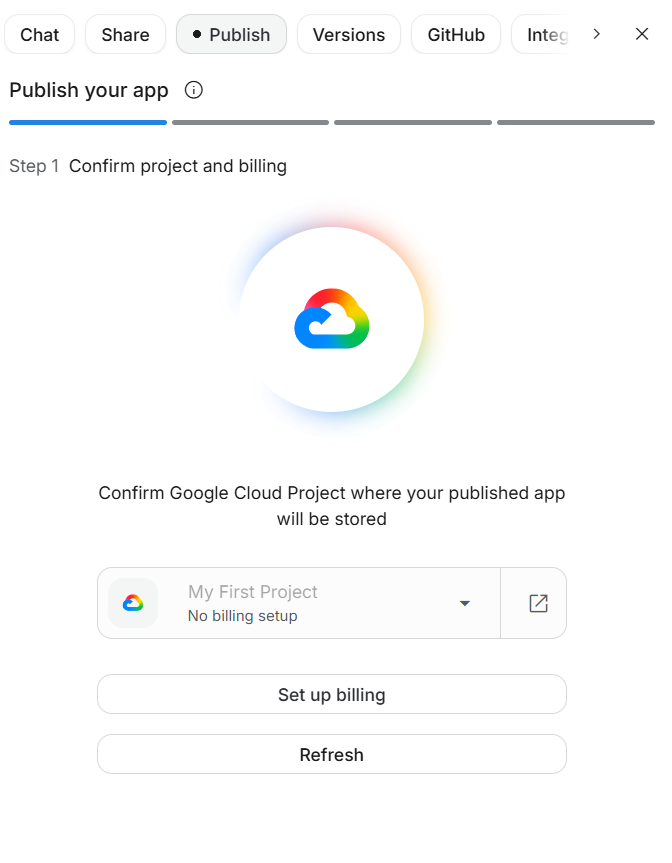 Chat Share Publish Versions GitHub Integ
Publish your app
Step 1 Confirm project and billing
Confirm Google Cloud Project where your published app
will be stored
My First Project
No billing setup
Set up billing
Refresh